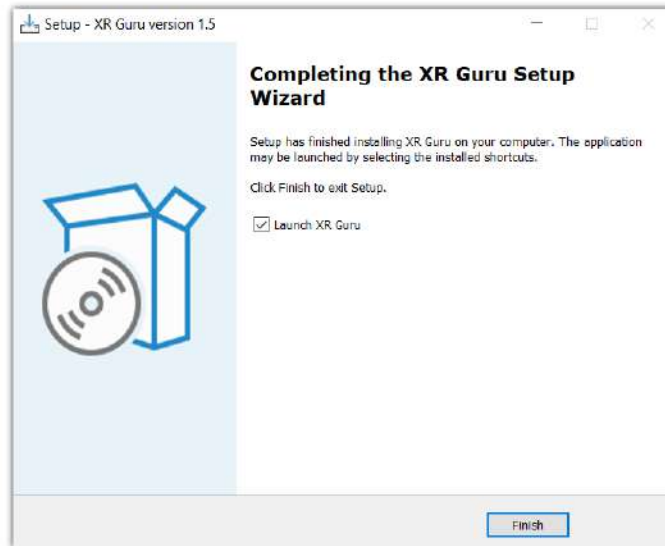 Setup - XR Guru version 1.5
Completing the XR Guru Setup
Wizard
Setup has finished installing XR Guru on your computer. The application
may be launched by selecting the installed shortcuts.
Click Finish to exit Setup.
Launch XR Guru
Finish